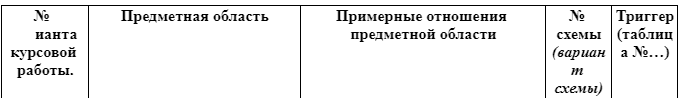 №
ианта
курсовой
работы.
Предметная область
Примерные отношения
предметной области
№
схемы
(вариан
т
схемы)
Триггер
(таблиц
а №…)